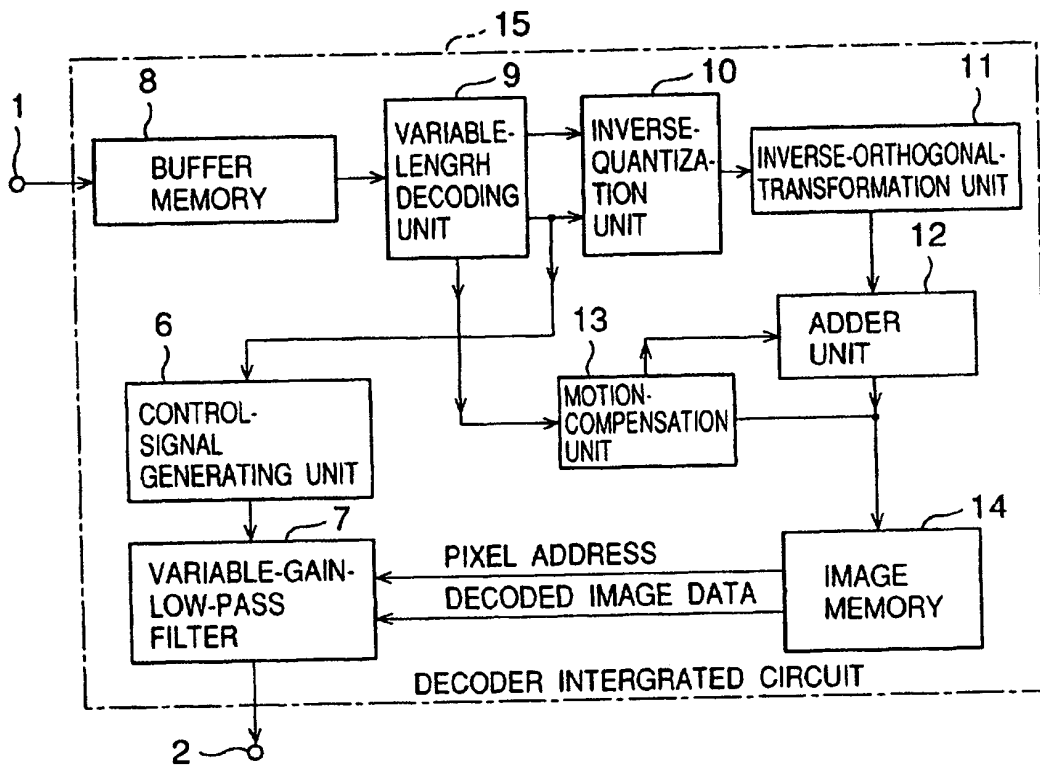 15
8
9
10
11
1
BUFFER
MEMORY
VARIABLE-
LENGRH
DECODING
UNIT
INVERSE-
QUANTIZA-
TION
UNIT
INVERSE-ORTHOGONAL-
TRANSFORMATION UNIT
12
ADDER
UNIT
13
MOTION-
COMPENSATION
UNIT
6
CONTROL-
SIGNAL
GENERATING UNIT
7
VARIABLE-GAIN-
LOW-PASS
FILTER
PIXEL ADDRESS
DECODED IMAGE DATA
14
IMAGE
MEMORY
DECODER INTERGRATED CIRCUIT
2